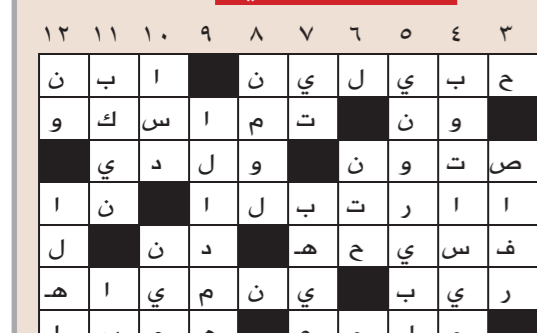 ٣ ٤ ٥ ٦ ٧ ٨ ٩ ١٠ ١١ ١٢
ح ب ي ل ي ن ا ب ن
و ن ت م ا س ك و
ص ت و ن و ل د ي
ا ا ر ت ب ل ا ن ا
ف س ي ح هـ د ن ل
ر ي ب ي ن م ي ا هـ